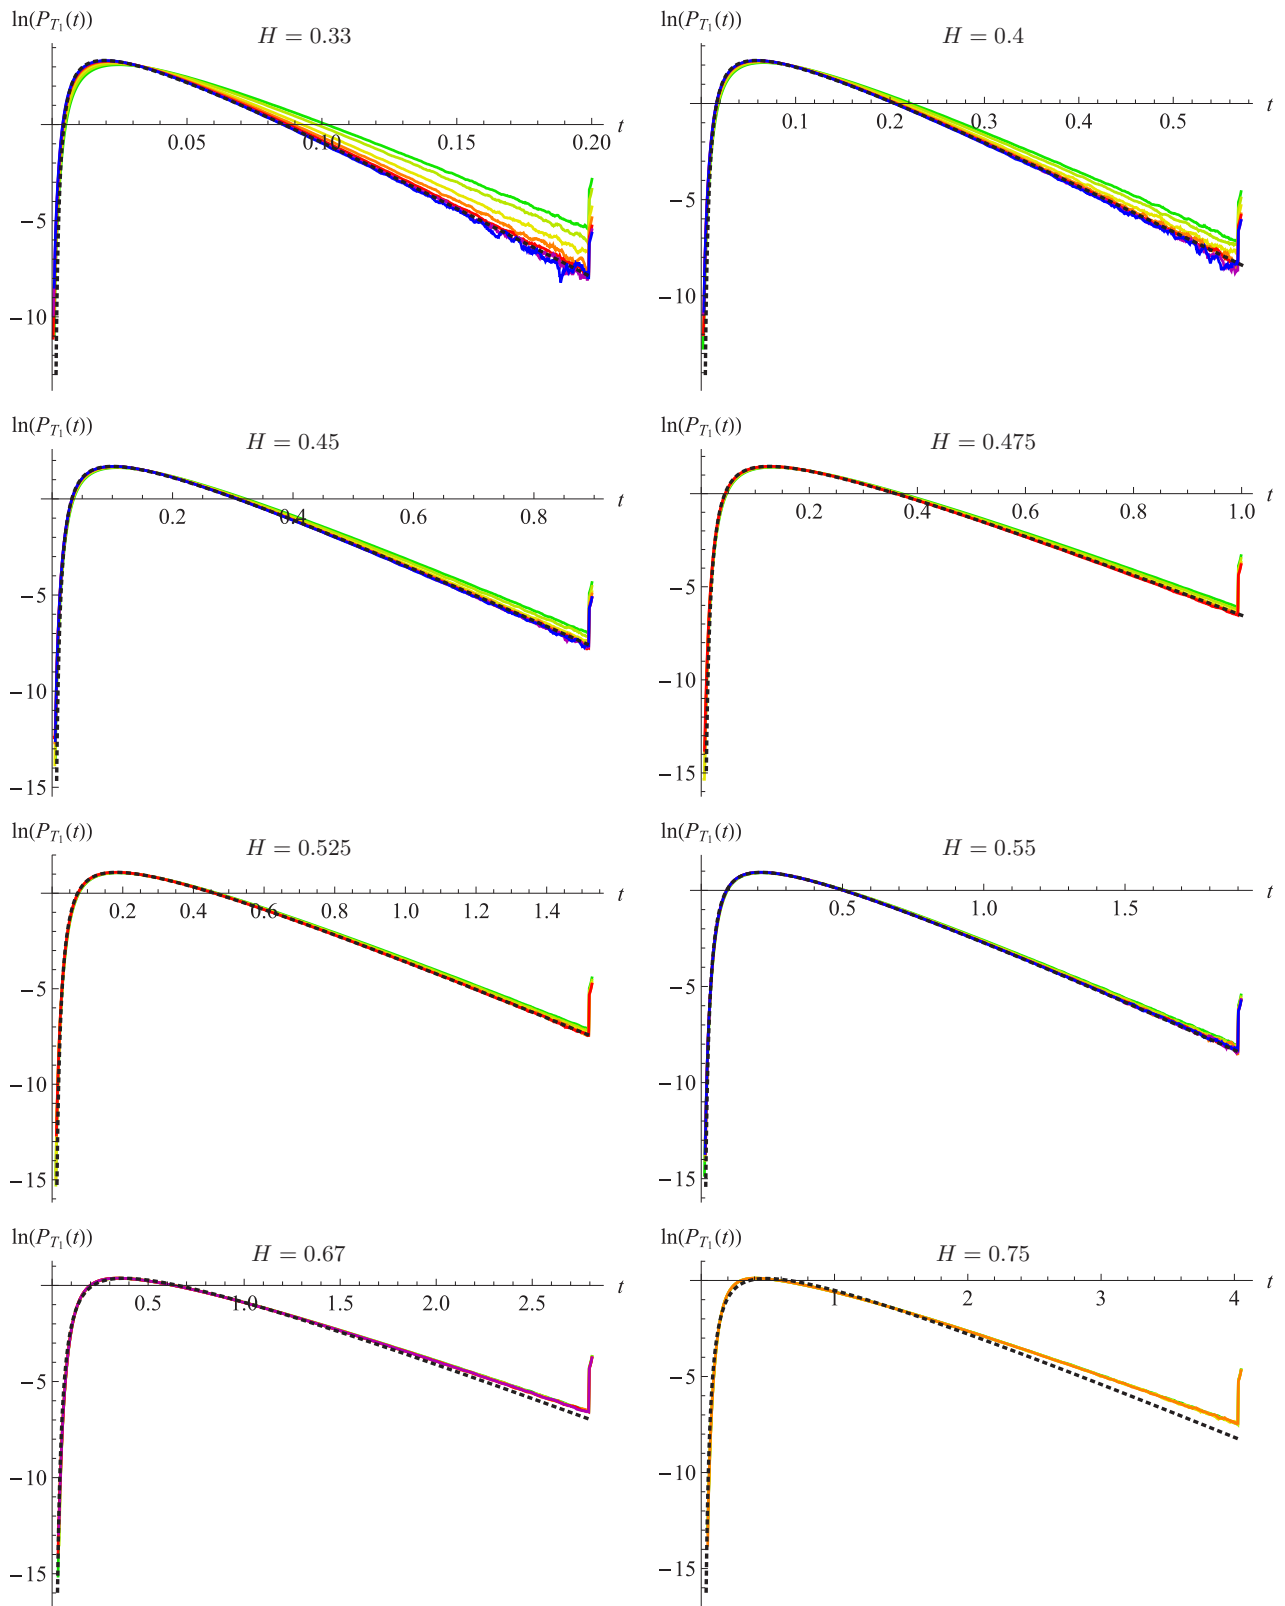 ln(P_{T_1}(t))
H = 0.33
t
0.05 0.10 0.15 0.20
−5
−10
ln(P_{T_1}(t))
H = 0.4
t
0.1 0.2 0.3 0.4 0.5
−5
−10
ln(P_{T_1}(t))
H = 0.45
t
0.2 0.4 0.6 0.8
−5
−10
−15
ln(P_{T_1}(t))
H = 0.475
t
0.2 0.4 0.6 0.8 1.0
−5
−10
−15
ln(P_{T_1}(t))
H = 0.525
t
0.2 0.4 0.6 0.8 1.0 1.2 1.4
−5
−10
−15
ln(P_{T_1}(t))
H = 0.55
t
0.5 1.0 1.5
−5
−10
−15
ln(P_{T_1}(t))
H = 0.67
t
0.5 1.0 1.5 2.0 2.5
−5
−10
−15
ln(P_{T_1}(t))
H = 0.75
t
1 2 3 4
−5
−10
−15